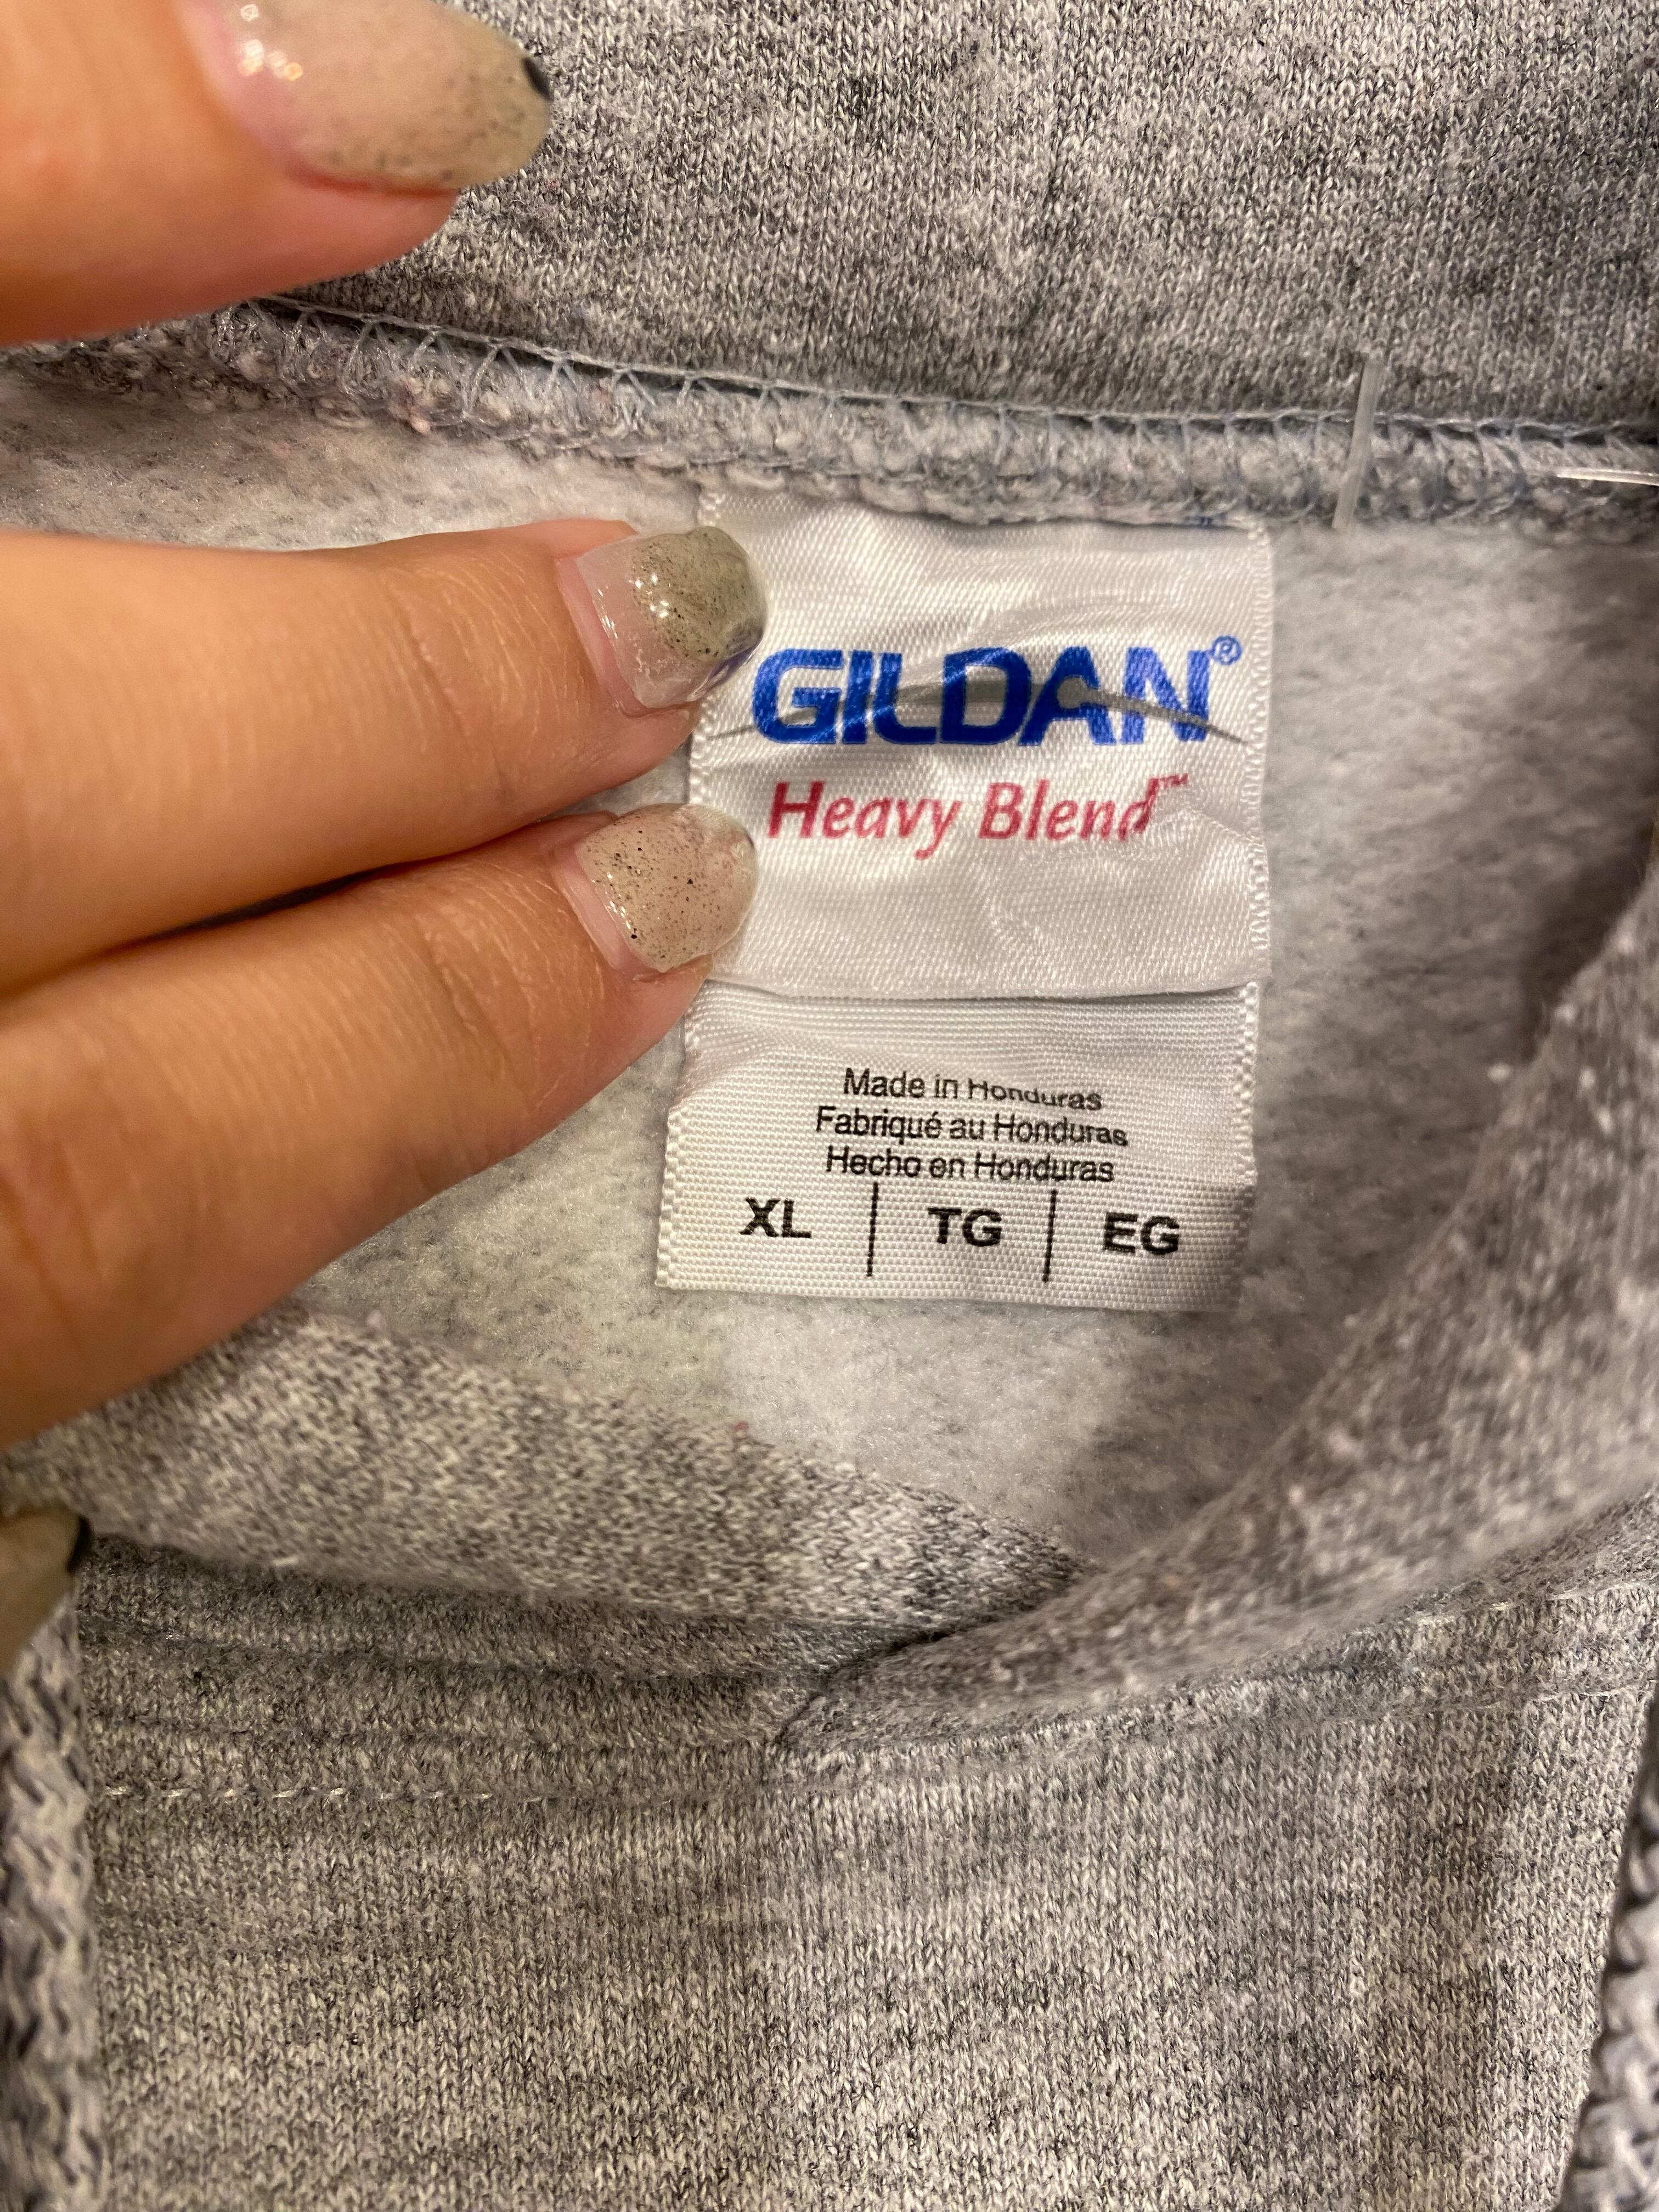 GILDAN®
Heavy Blend™
Made in Honduras
Fabriqué au Honduras
Hecho en Honduras
XL | TG | EG